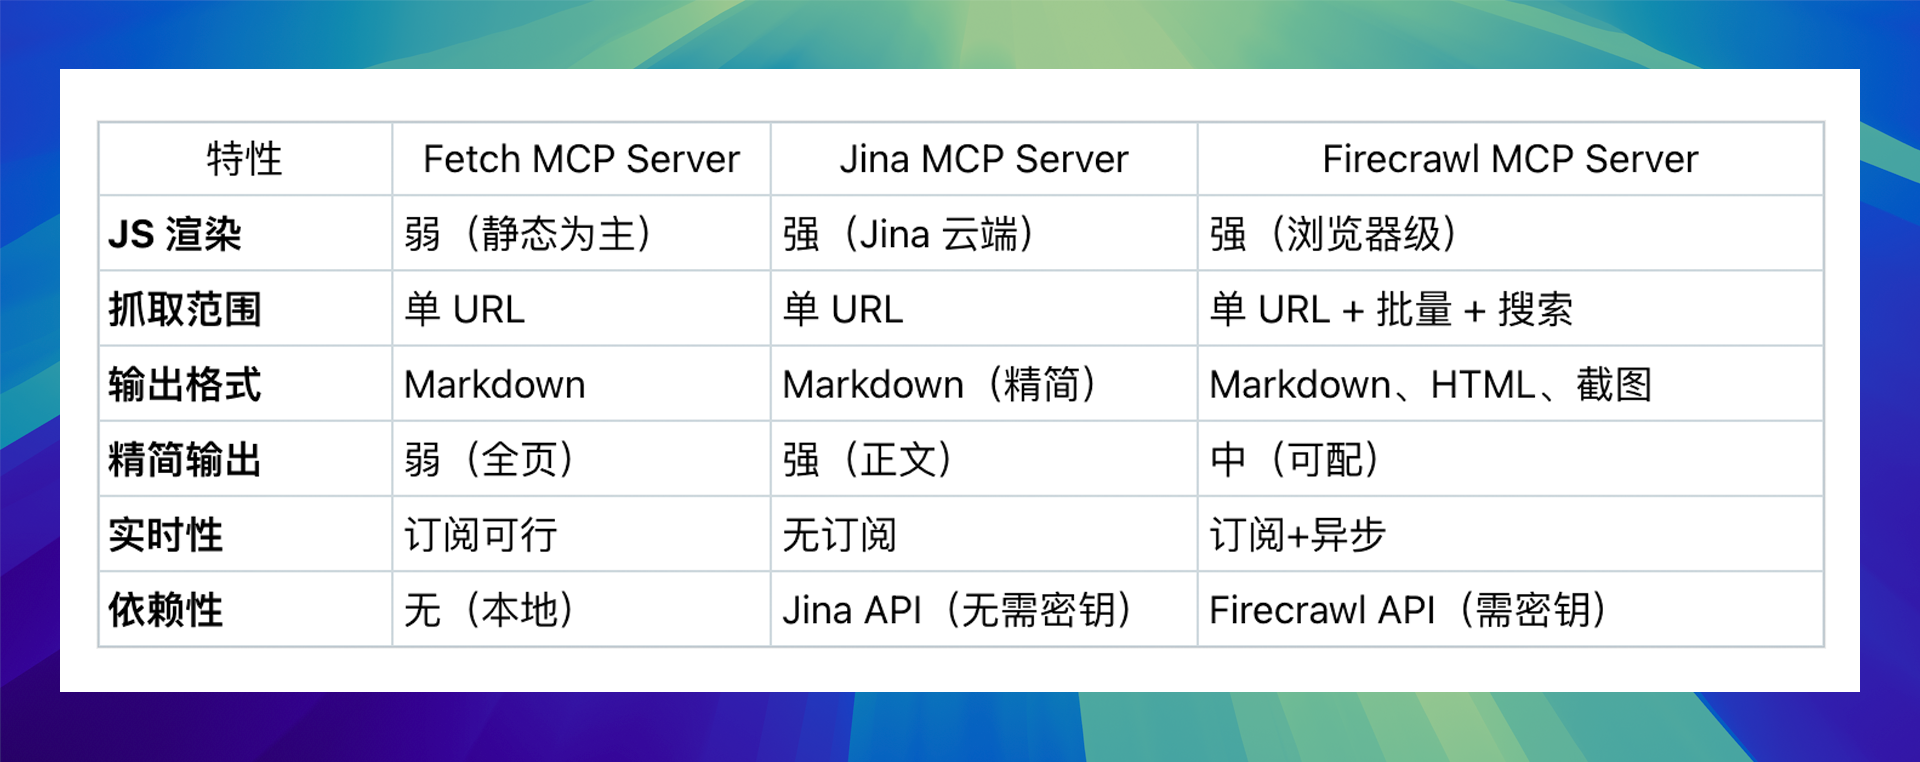 特性 Fetch MCP Server Jina MCP Server Firecrawl MCP Server
JS 渲染 弱（静态为主） 强（Jina 云端） 强（浏览器级）
抓取范围 单 URL 单 URL 单 URL + 批量 + 搜索
输出格式 Markdown Markdown（精简） Markdown、HTML、截图
精简输出 弱（全页） 强（正文） 中（可配）
实时性 订阅可行 无订阅 订阅+异步
依赖性 无（本地） Jina API（无需密钥） Firecrawl API（需密钥）